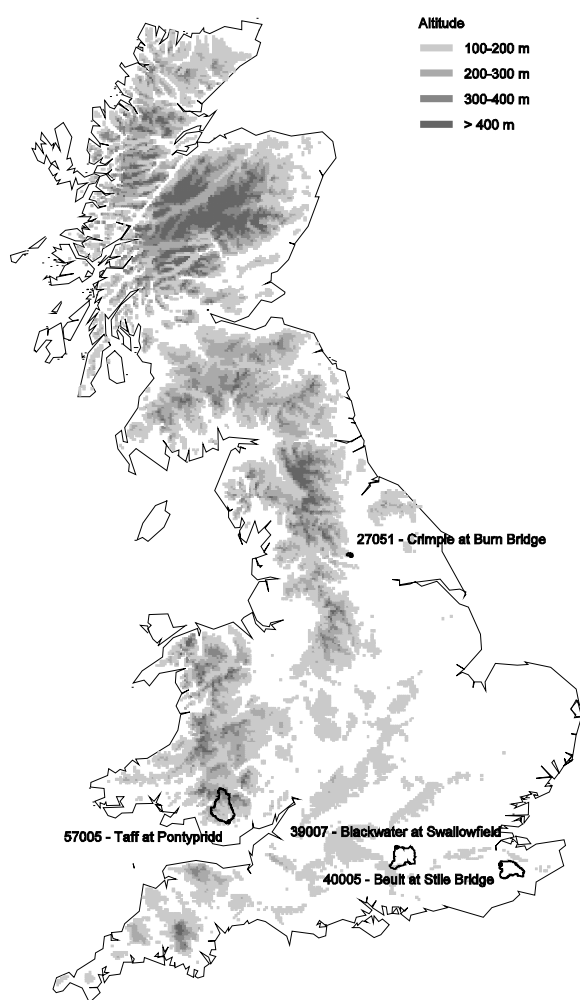 Altitude
100-200 m
200-300 m
300-400 m
> 400 m
27051 - Crimple at Burn Bridge
57005 - Taff at Pontypridd
39007 - Blackwater at Swallowfield
40005 - Beult at Stile Bridge